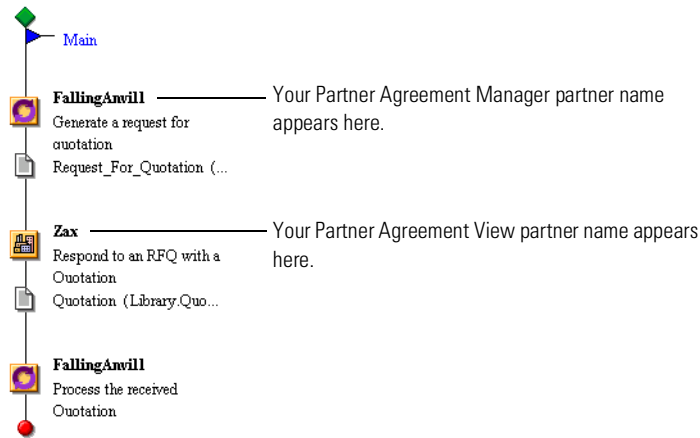 Main
FallingAnvil1
Your Partner Agreement Manager partner name
appears here.
Generate a request for
quotation
Request_For_Quotation (...
Zax
Your Partner Agreement View partner name appears
here.
Respond to an RFQ with a
Quotation
Quotation (Library.Quo...
FallingAnvil1
Process the received
Quotation